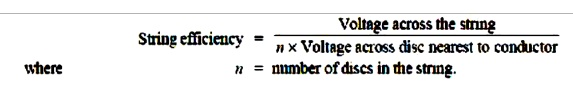 String efficiency = Voltage across the string / n × Voltage across disc nearest to conductor
where n = number of discs in the string.